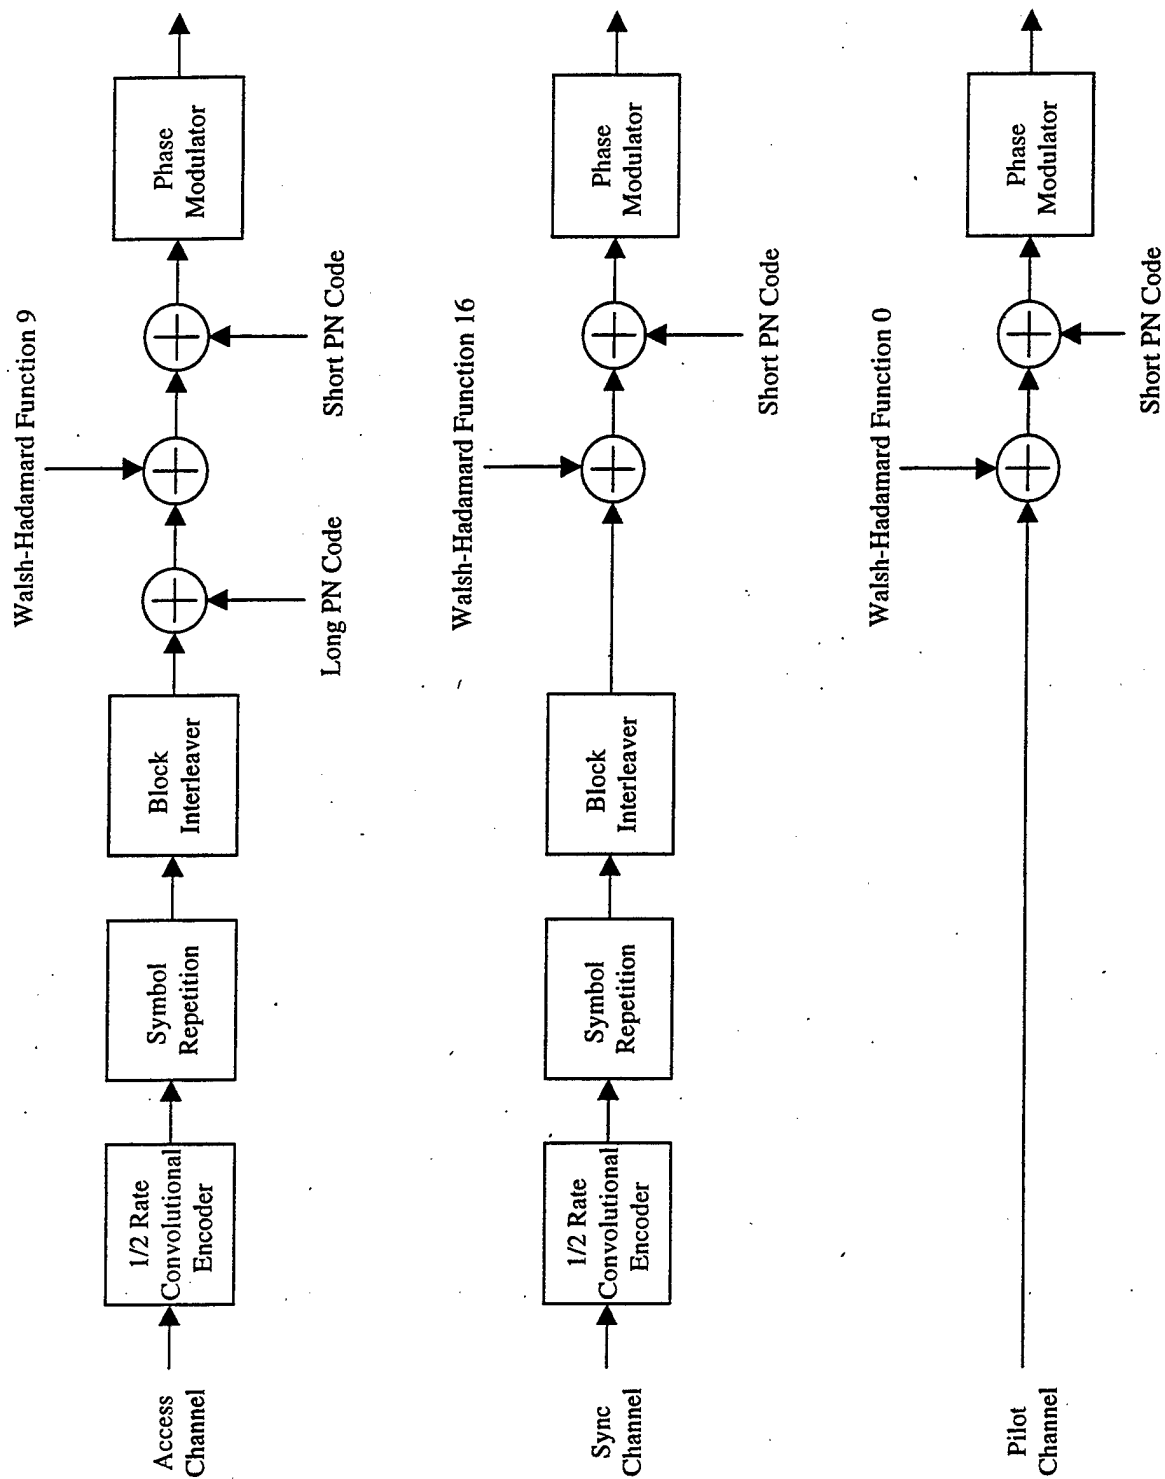 Access
Channel
1/2 Rate
Convolutional
Encoder
Symbol
Repetition
Block
Interleaver
Long PN Code
Walsh-Hadamard Function 9
Short PN Code
Phase
Modulator
Sync
Channel
1/2 Rate
Convolutional
Encoder
Symbol
Repetition
Block
Interleaver
Walsh-Hadamard Function 16
Short PN Code
Phase
Modulator
Pilot
Channel
Walsh-Hadamard Function 0
Short PN Code
Phase
Modulator